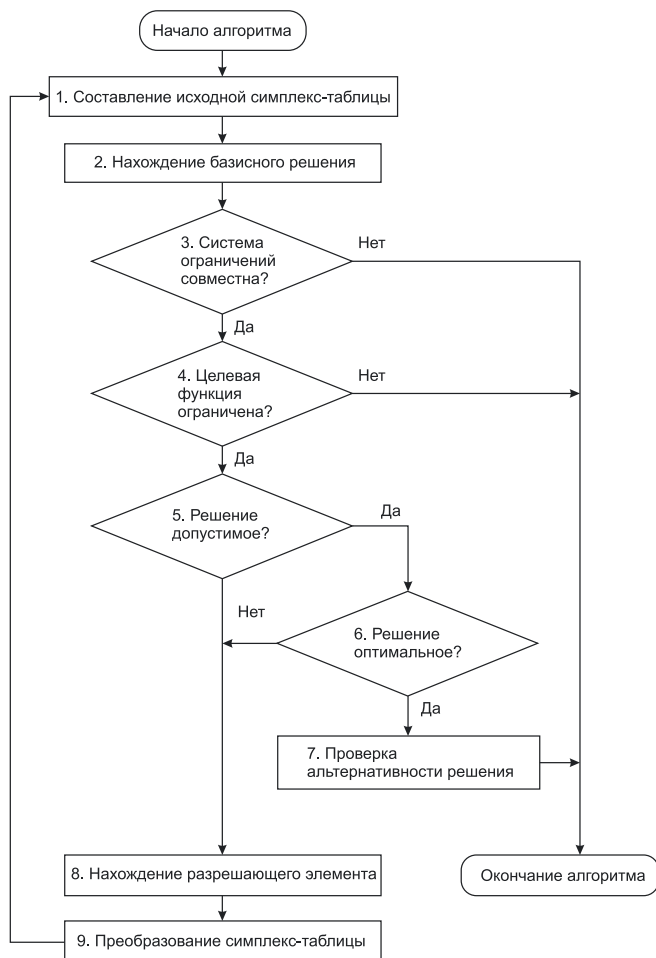 Начало алгоритма
1. Составление исходной симплекс-таблицы
2. Нахождение базисного решения
3. Система
ограничений
совместна?
Нет
Да
4. Целевая
функция
ограничена?
Нет
Да
5. Решение
допустимое?
Да
Нет
6. Решение
оптимальное?
Да
7. Проверка
альтернативности решения
8. Нахождение разрешающего элемента
Окончание алгоритма
9. Преобразование симплекс-таблицы